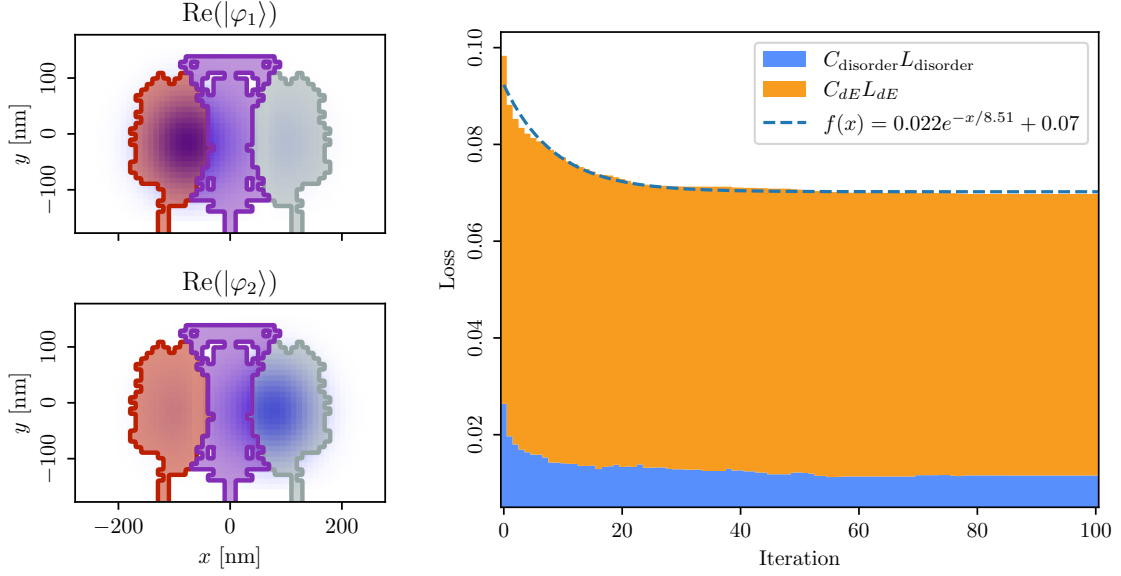 Re(|φ₁⟩)
100
0
−100
y [nm]
Re(|φ₂⟩)
100
0
−100
y [nm]
−200
0
200
x [nm]
0.10
0.08
0.06
0.04
0.02
Loss
C_disorder L_disorder
C_dE L_dE
f(x) = 0.022e^{−x/8.51} + 0.07
0
20
40
60
80
100
Iteration